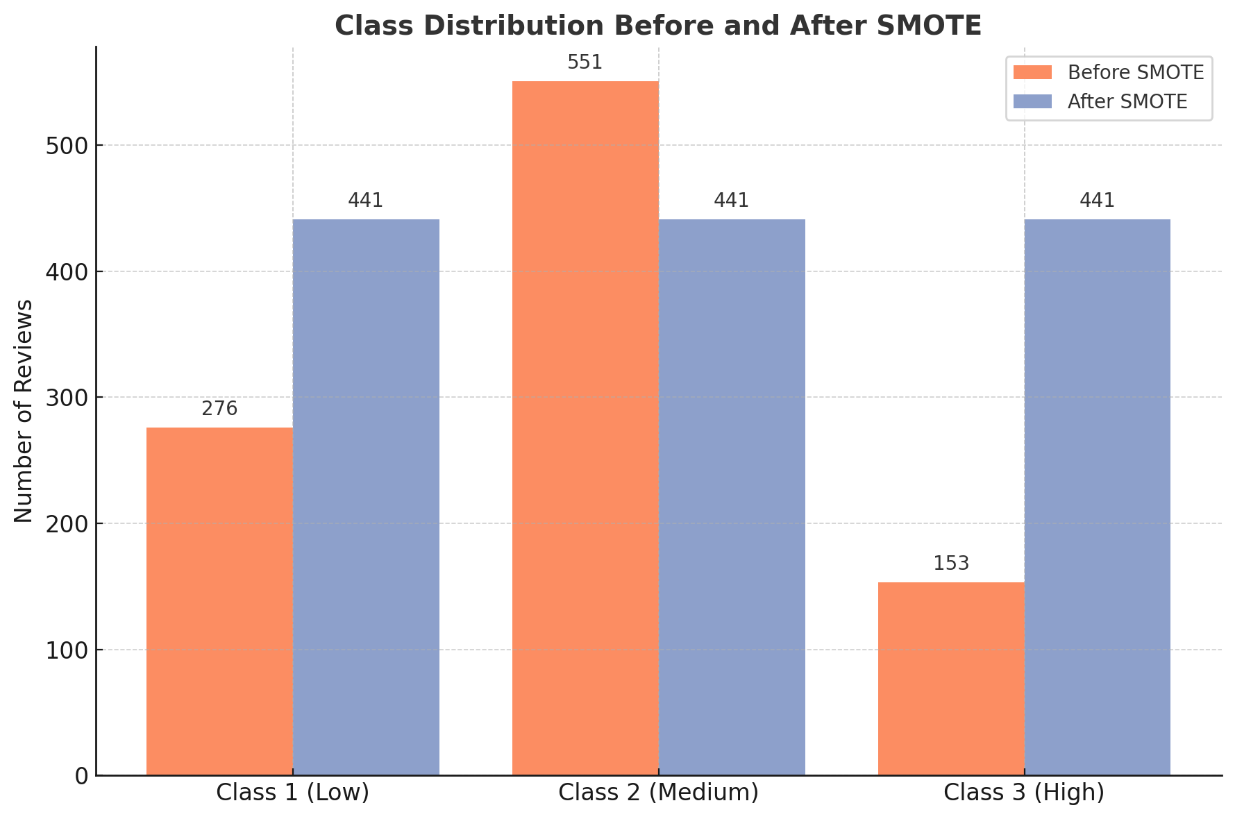 Class Distribution Before and After SMOTE
Before SMOTE
After SMOTE
Number of Reviews
500
400
300
200
100
0
276
441
551
441
153
441
Class 1 (Low)
Class 2 (Medium)
Class 3 (High)